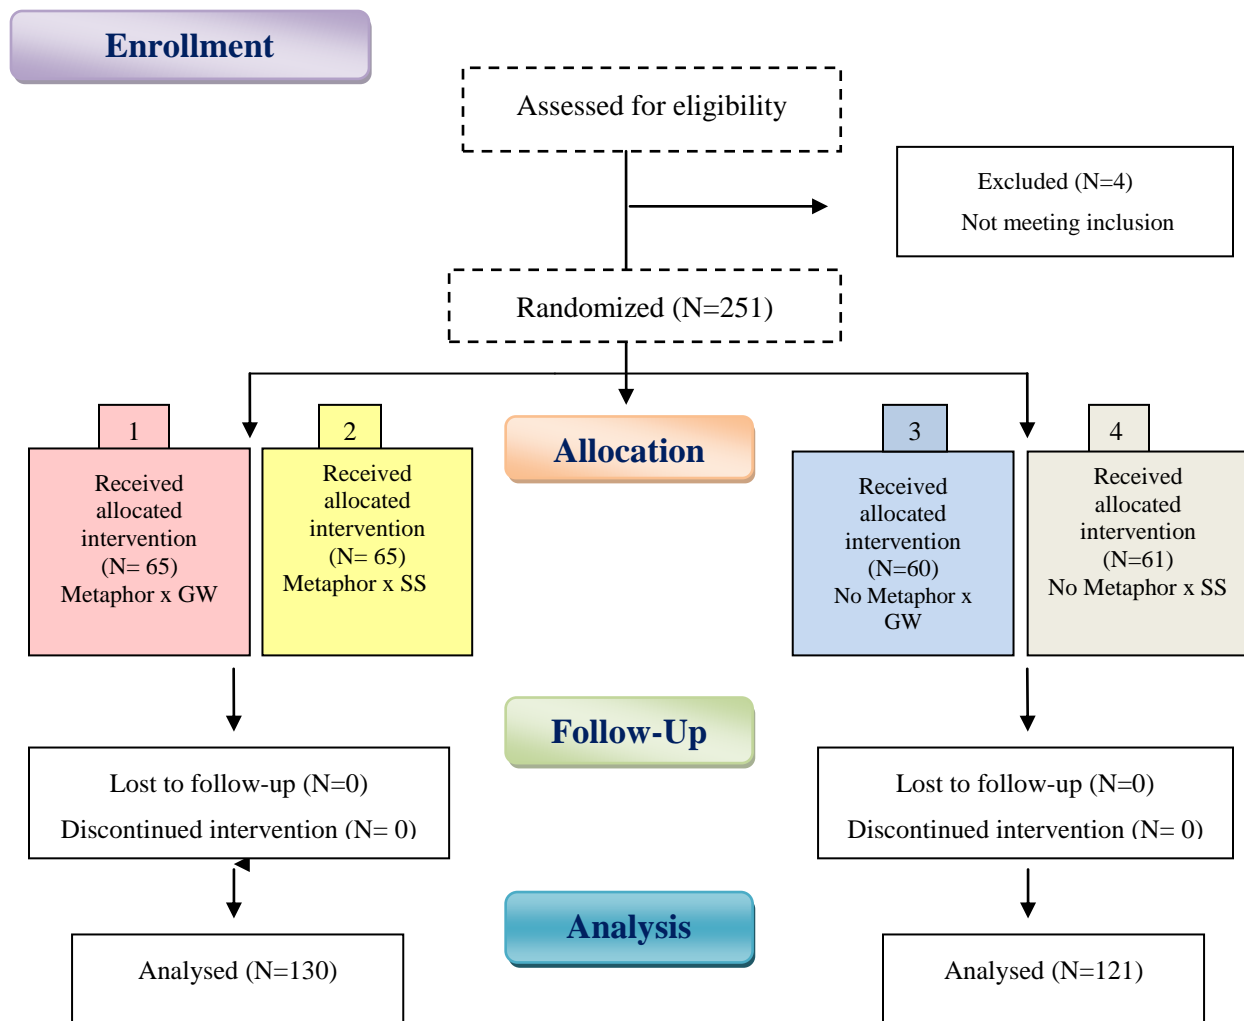 Enrollment
Assessed for eligibility
Excluded (N=4)
Not meeting inclusion
Randomized (N=251)
Allocation
1
Received
allocated
intervention
(N= 65)
Metaphor x GW
2
Received
allocated
intervention
(N= 65)
Metaphor x SS
3
Received
allocated
intervention
(N=60)
No Metaphor x
GW
4
Received
allocated
intervention
(N=61)
No Metaphor x SS
Follow-Up
Lost to follow-up (N=0)
Discontinued intervention (N= 0)
Lost to follow-up (N=0)
Discontinued intervention (N= 0)
Analysis
Analysed (N=130)
Analysed (N=121)